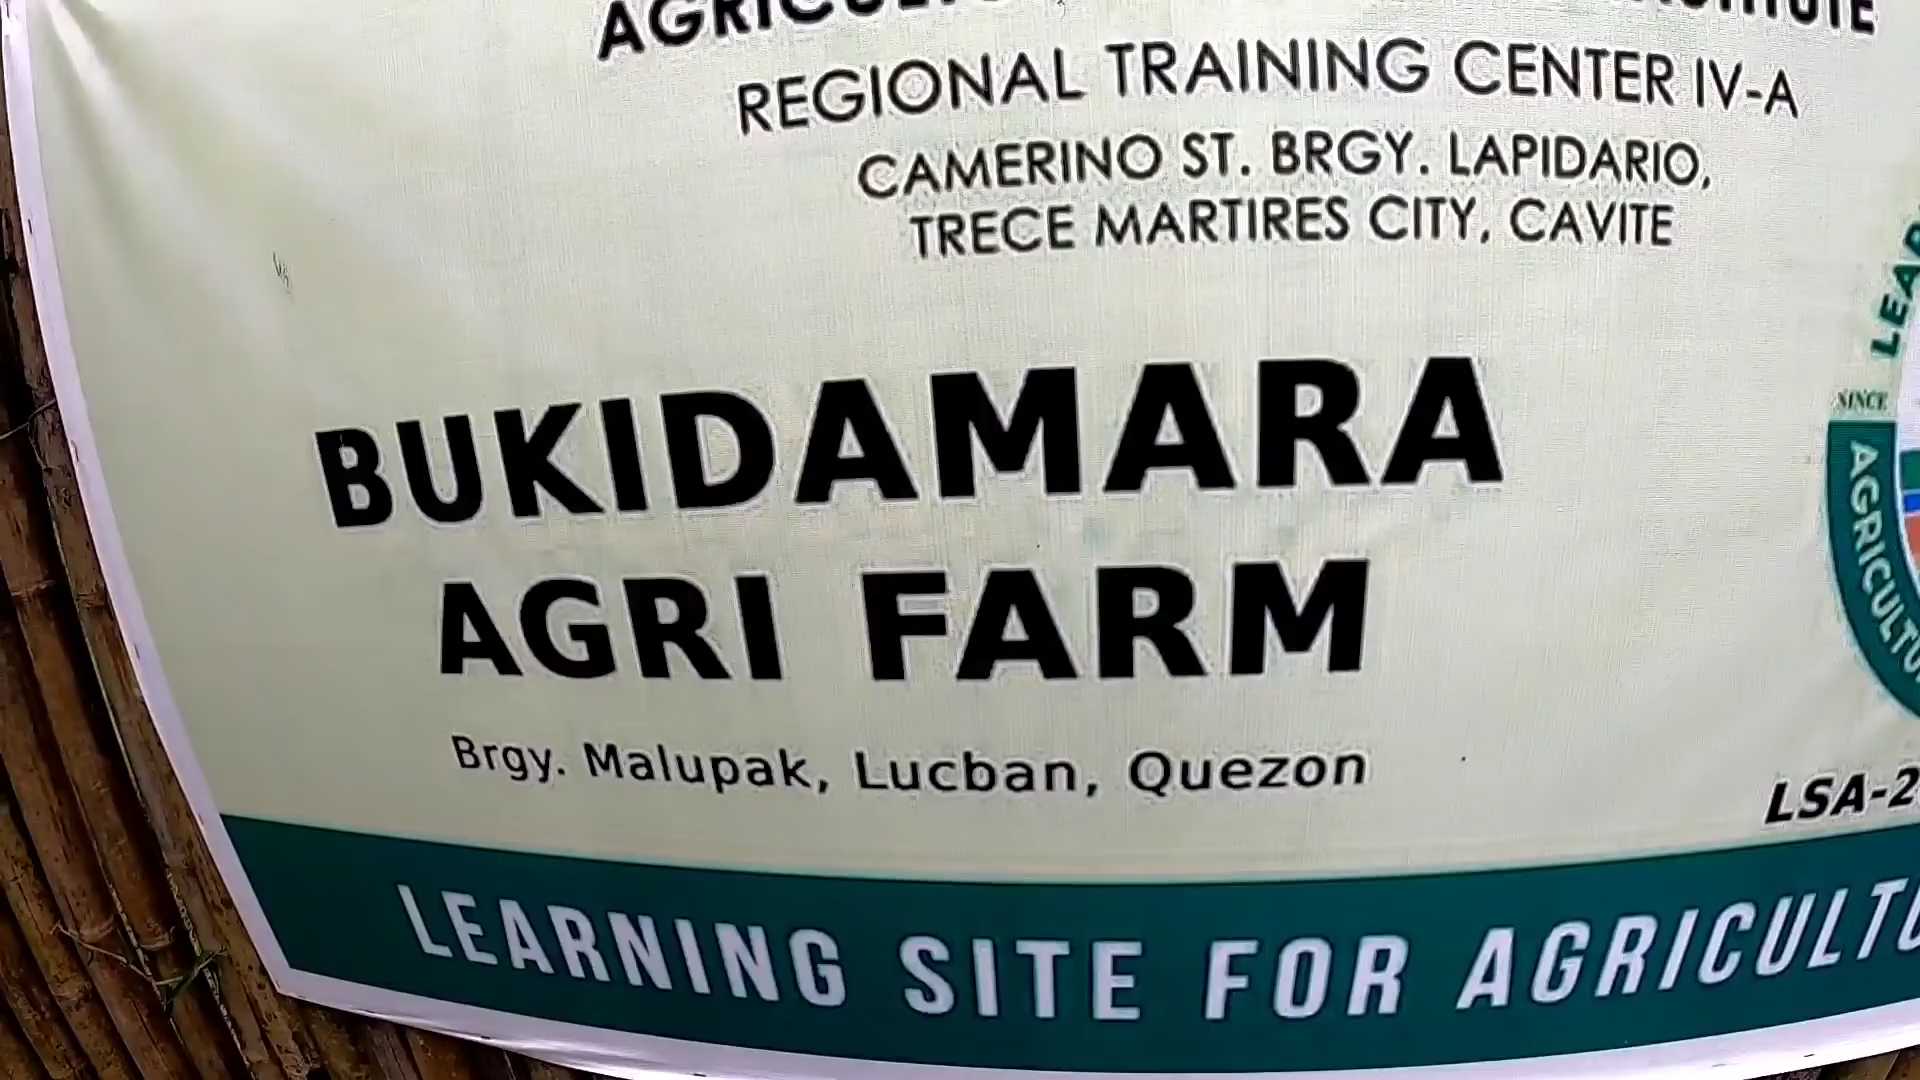 REGIONAL TRAINING CENTER IV-A
CAMERINO ST. BRGY. LAPIDARIO,
TRECE MARTIRES CITY, CAVITE
BUKIDAMARA
AGRI FARM
Brgy. Malupak, Lucban, Quezon
SINCE
LEARNING SITE FOR